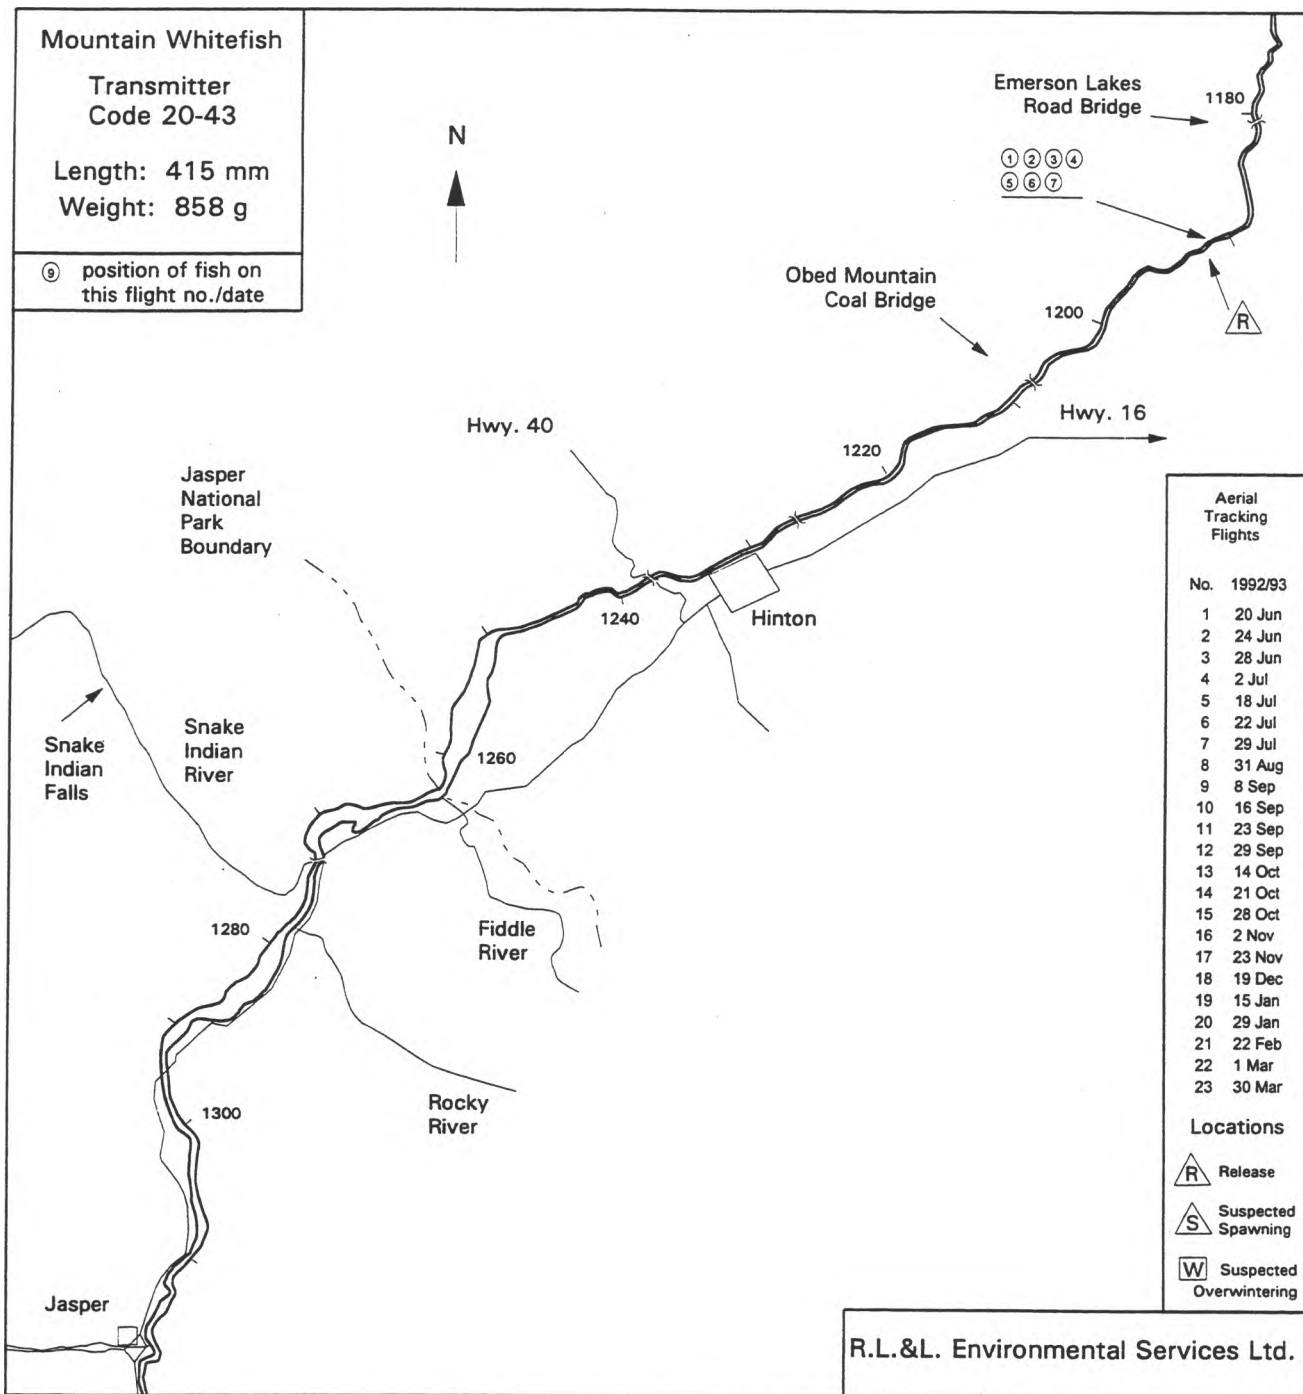 Mountain Whitefish
Transmitter
Code 20-43
Length: 415 mm
Weight: 858 g
9 position of fish on
this flight no./date
N
Emerson Lakes
Road Bridge
1180
1 2 3 4
5 6 7
R
Obed Mountain
Coal Bridge
1200
Hwy. 16
Hwy. 40
1220
Jasper
National
Park
Boundary
1240
Hinton
Snake
Indian
Falls
Snake
Indian
River
1260
1280
Fiddle
River
Rocky
River
1300
Jasper
Aerial
Tracking
Flights
No. 1992/93
1 20 Jun
2 24 Jun
3 28 Jun
4 2 Jul
5 18 Jul
6 22 Jul
7 29 Jul
8 31 Aug
9 8 Sep
10 16 Sep
11 23 Sep
12 29 Sep
13 14 Oct
14 21 Oct
15 28 Oct
16 2 Nov
17 23 Nov
18 19 Dec
19 15 Jan
20 29 Jan
21 22 Feb
22 1 Mar
23 30 Mar
Locations
R Release
S Suspected
Spawning
W Suspected
Overwintering
R.L.&L. Environmental Services Ltd.